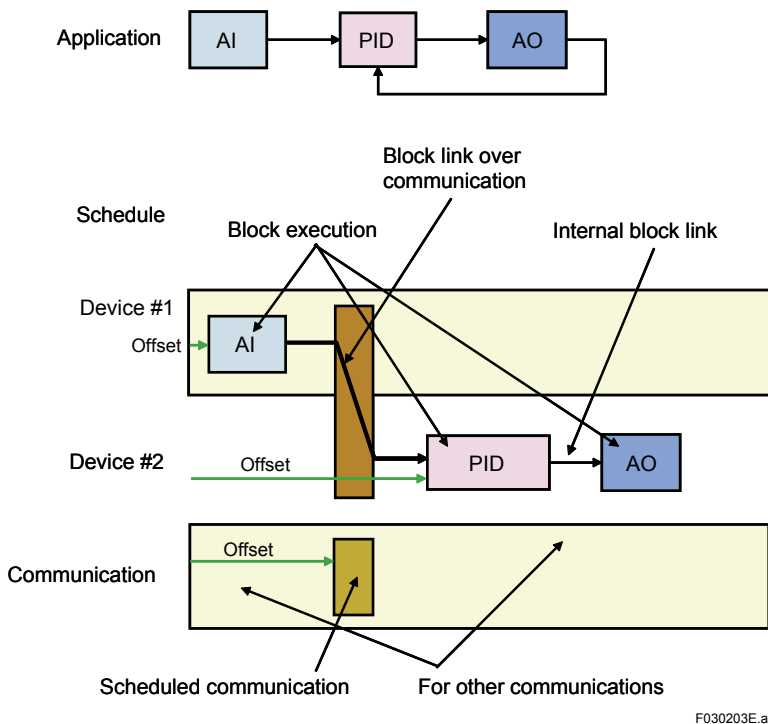 Application
AI
PID
AO
Block link over
communication
Schedule
Block execution
Internal block link
Device #1
Offset
AI
Device #2
Offset
PID
AO
Offset
Communication
Scheduled communication
For other communications
F030203E.a